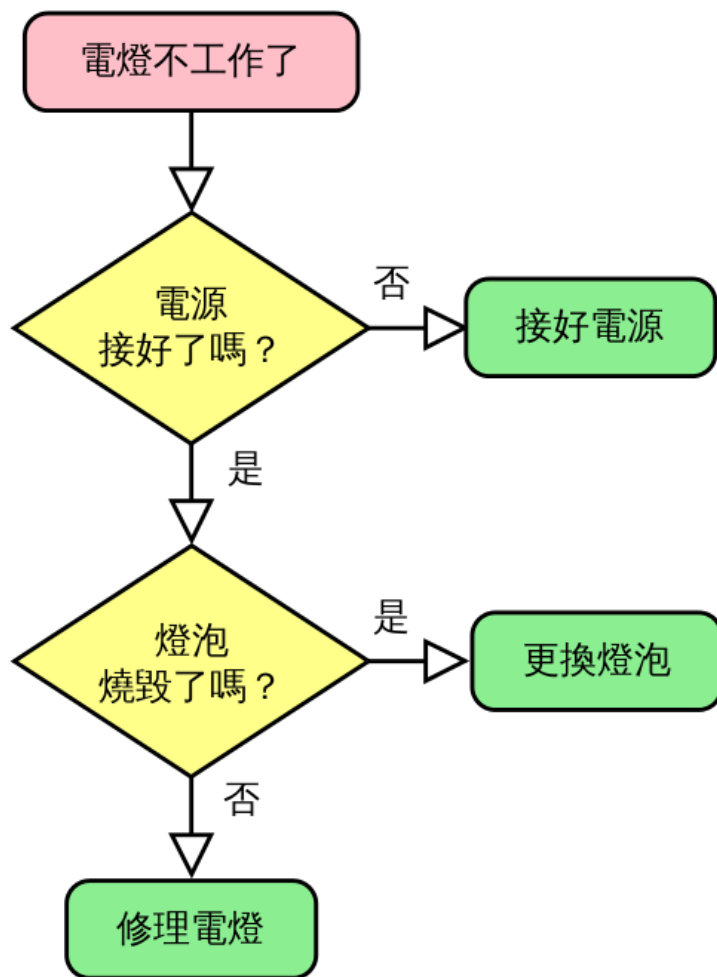 電燈不工作了
電源
接好了嗎？
否
接好電源
是
燈泡
燒毀了嗎？
是
更換燈泡
否
修理電燈